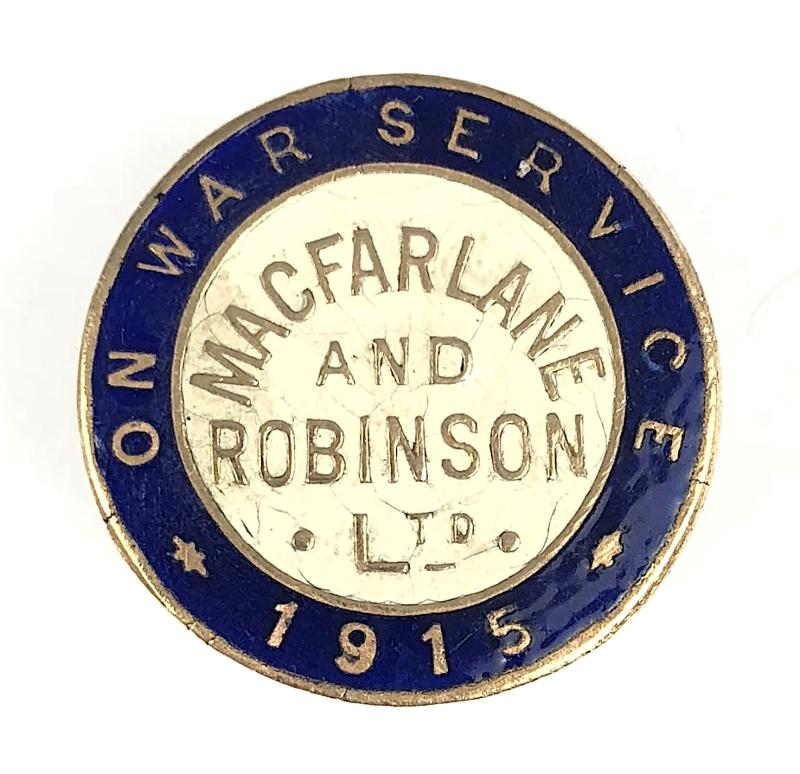 ON WAR SERVICE
MACFARLANE
AND
ROBINSON
• LTD •
★ 1915 ★